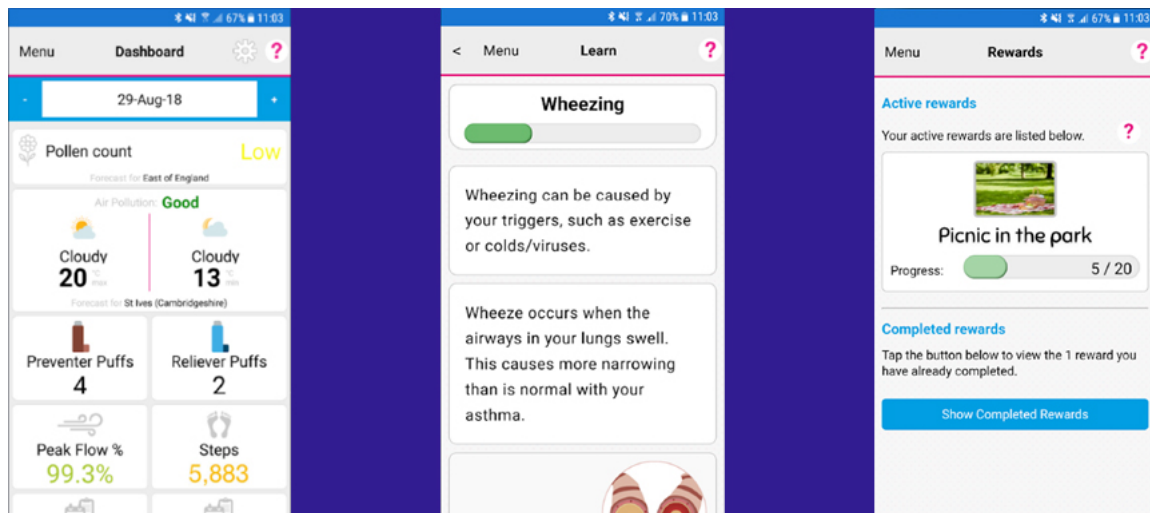 67% 11:03
Menu Dashboard ?
- 29-Aug-18 +
Pollen count Low
Forecast for East of England
Air Pollution: Good
Cloudy Cloudy
20 °C max 13 °C min
Forecast for St Ives (Cambridgeshire)
Preventer Puffs Reliever Puffs
4 2
Peak Flow % Steps
99.3% 5,883
70% 11:03
< Menu Learn ?
Wheezing
Wheezing can be caused by
your triggers, such as exercise
or colds/viruses.
Wheeze occurs when the
airways in your lungs swell.
This causes more narrowing
than is normal with your
asthma.
67% 11:03
Menu Rewards ?
Active rewards
Your active rewards are listed below. ?
Picnic in the park
Progress: 5 / 20
Completed rewards
Tap the button below to view the 1 reward you
have already completed.
Show Completed Rewards